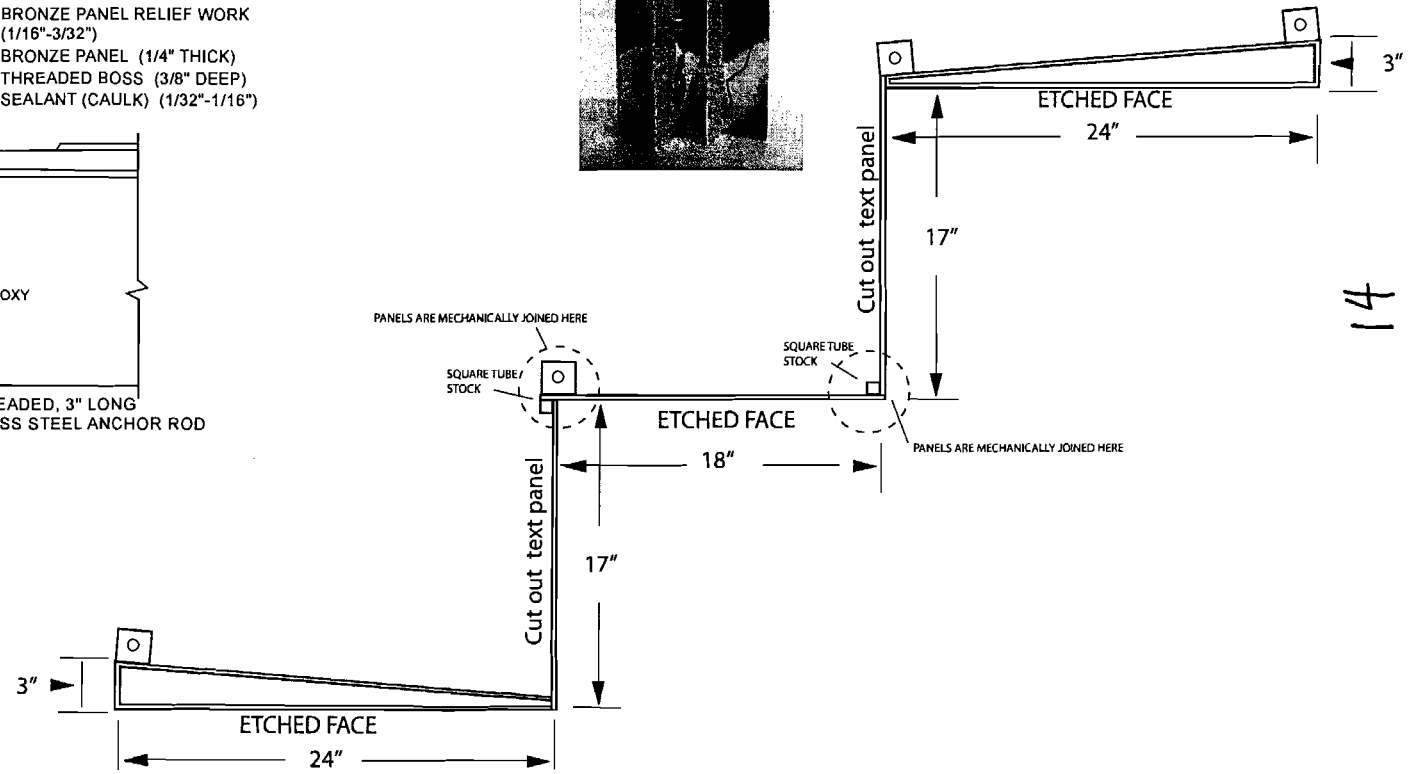 BRONZE PANEL RELIEF WORK
(1/16"-3/32")
BRONZE PANEL (1/4" THICK)
THREADED BOSS (3/8" DEEP)
SEALANT (CAULK) (1/32"-1/16")
OXY
EADED, 3" LONG
SS STEEL ANCHOR ROD
3"
ETCHED FACE
24"
Cut out text panel
17"
14
PANELS ARE MECHANICALLY JOINED HERE
SQUARE TUBE
STOCK
SQUARE TUBE
STOCK
ETCHED FACE
18"
PANELS ARE MECHANICALLY JOINED HERE
Cut out text panel
17"
3"
ETCHED FACE
24"